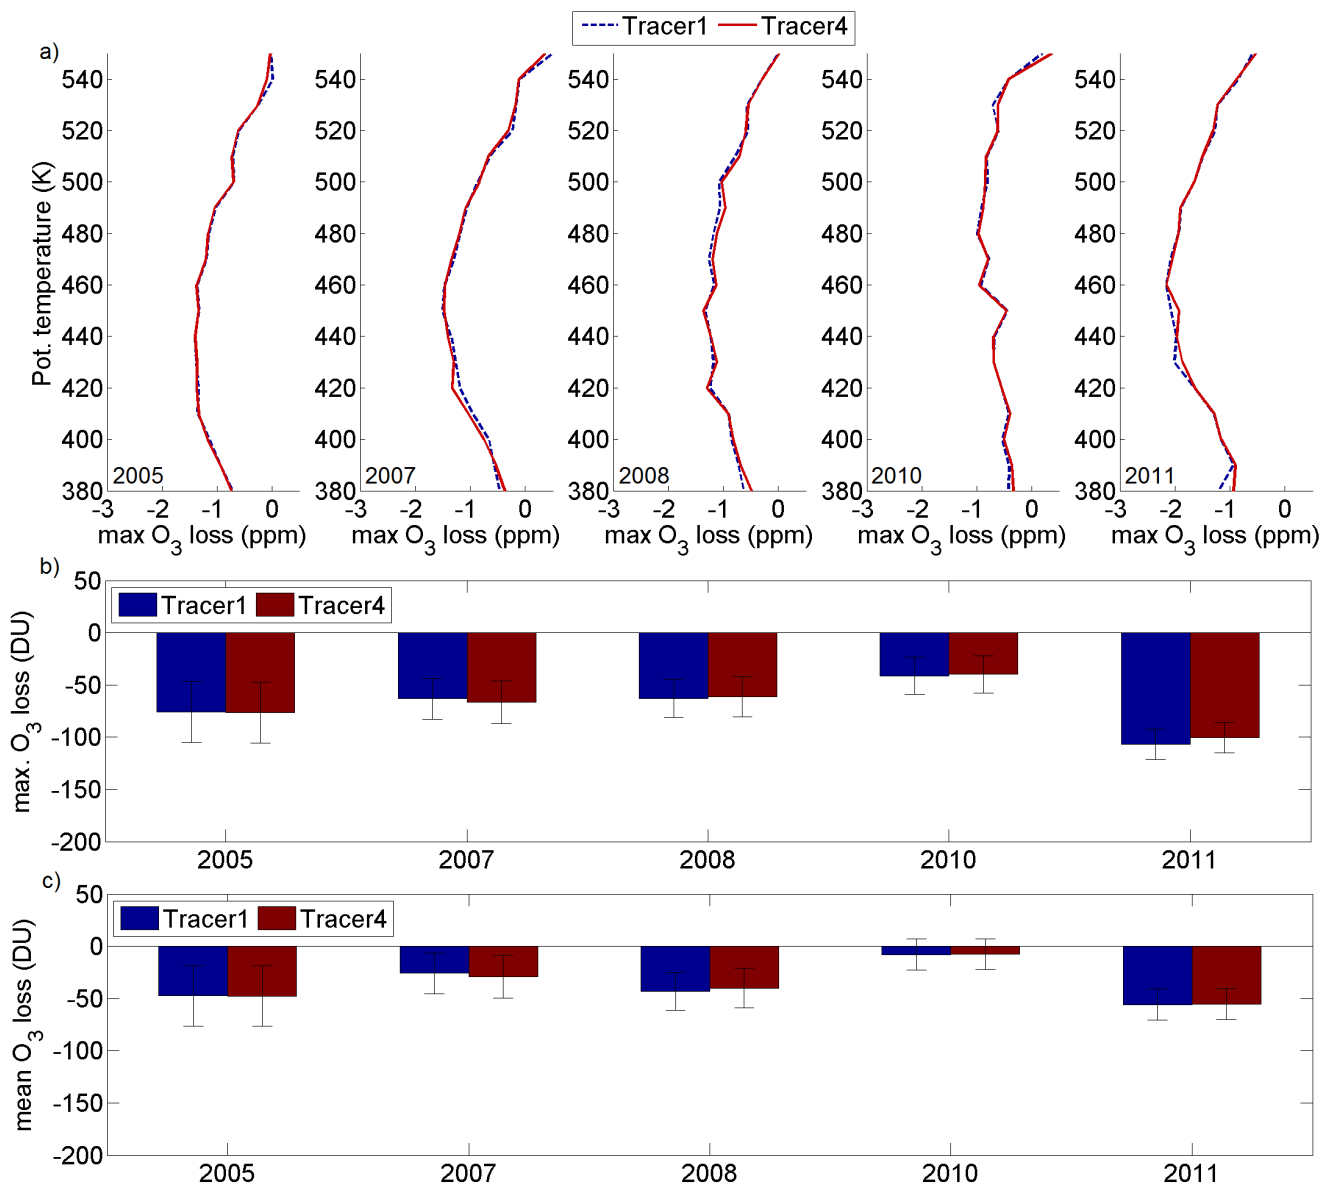 Tracer1 Tracer4
a)
540 540 540 540 540
520 520 520 520 520
500 500 500 500 500
480 480 480 480 480
460 460 460 460 460
440 440 440 440 440
420 420 420 420 420
400 400 400 400 400
380 380 380 380 380
Pot. temperature (K)
2005 2007 2008 2010 2011
-3 -2 -1 0 -3 -2 -1 0 -3 -2 -1 0 -3 -2 -1 0 -3 -2 -1 0
max O3 loss (ppm) max O3 loss (ppm) max O3 loss (ppm) max O3 loss (ppm) max O3 loss (ppm)
b)
Tracer1 Tracer4
50
0
-50
-100
-150
-200
max. O3 loss (DU)
2005 2007 2008 2010 2011
c)
Tracer1 Tracer4
50
0
-50
-100
-150
-200
mean O3 loss (DU)
2005 2007 2008 2010 2011